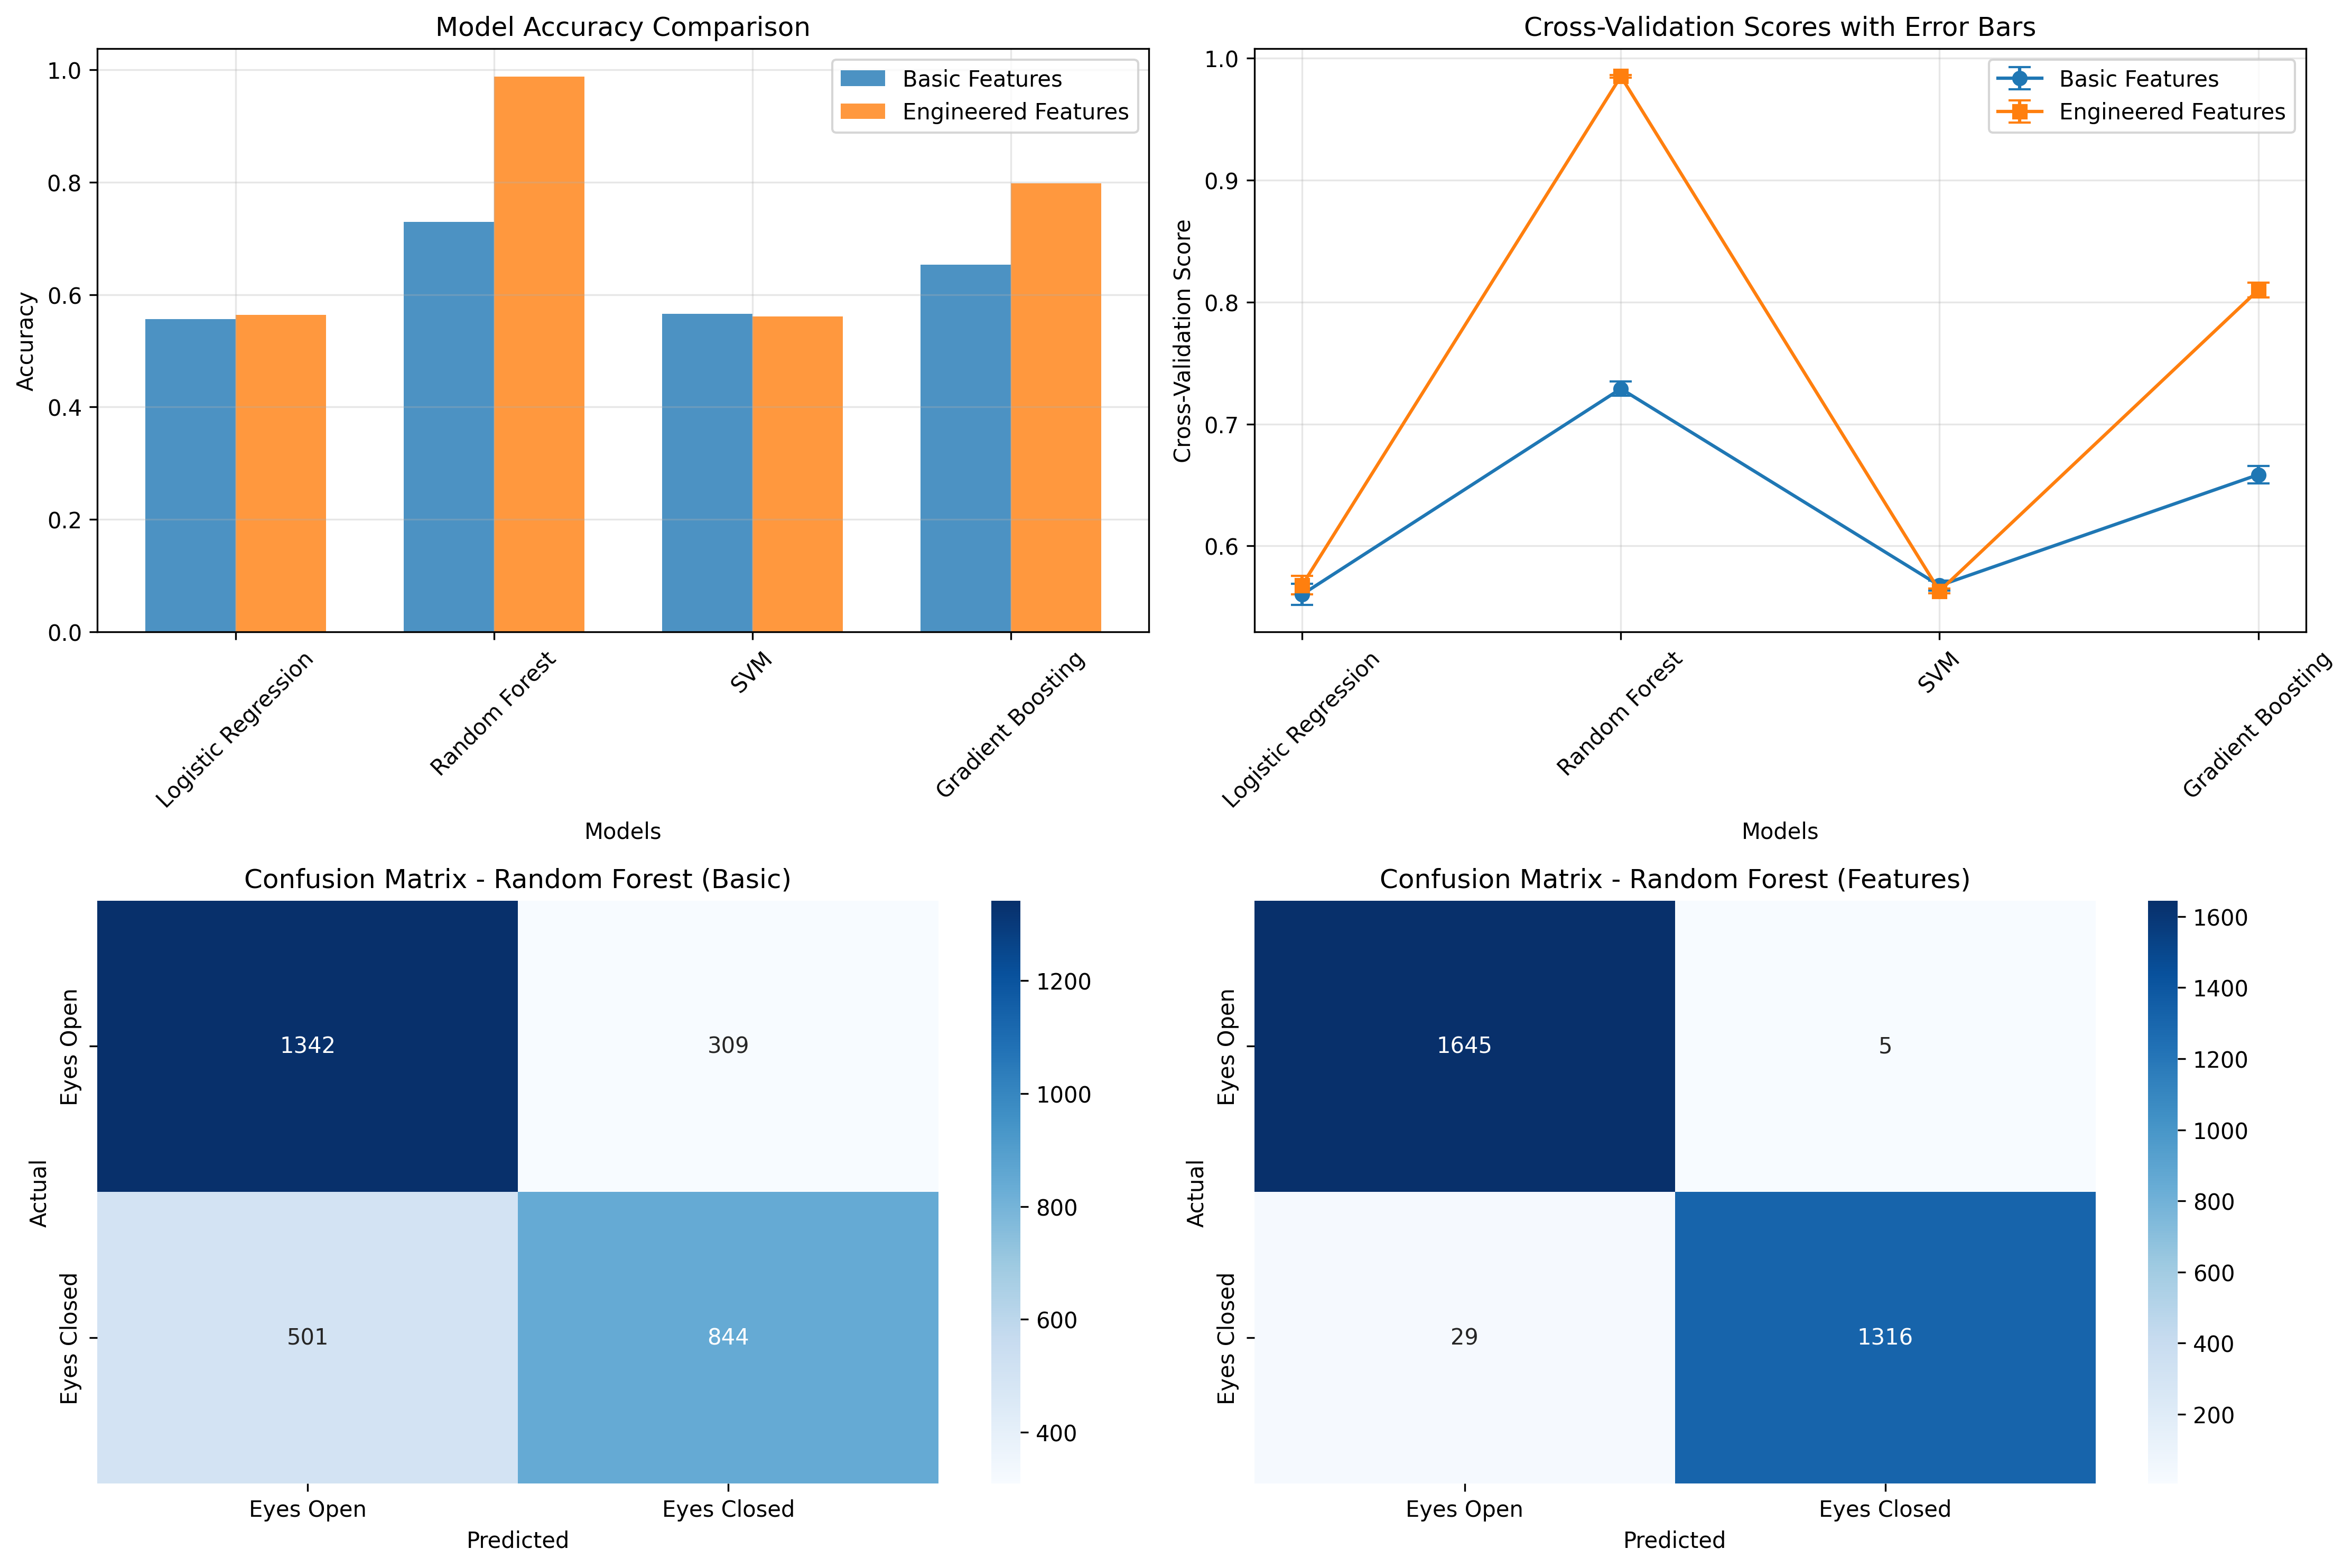 Model Accuracy Comparison
Accuracy
1.0
0.8
0.6
0.4
0.2
0.0
Basic Features
Engineered Features
Logistic Regression
Random Forest
SVM
Gradient Boosting
Models
Cross-Validation Scores with Error Bars
Cross-Validation Score
1.0
0.9
0.8
0.7
0.6
Basic Features
Engineered Features
Logistic Regression
Random Forest
SVM
Gradient Boosting
Models
Confusion Matrix - Random Forest (Basic)
Actual
Eyes Open
1342
309
Eyes Closed
501
844
Eyes Open
Eyes Closed
Predicted
1200
1000
800
600
400
Confusion Matrix - Random Forest (Features)
Actual
Eyes Open
1645
5
Eyes Closed
29
1316
Eyes Open
Eyes Closed
Predicted
1600
1400
1200
1000
800
600
400
200